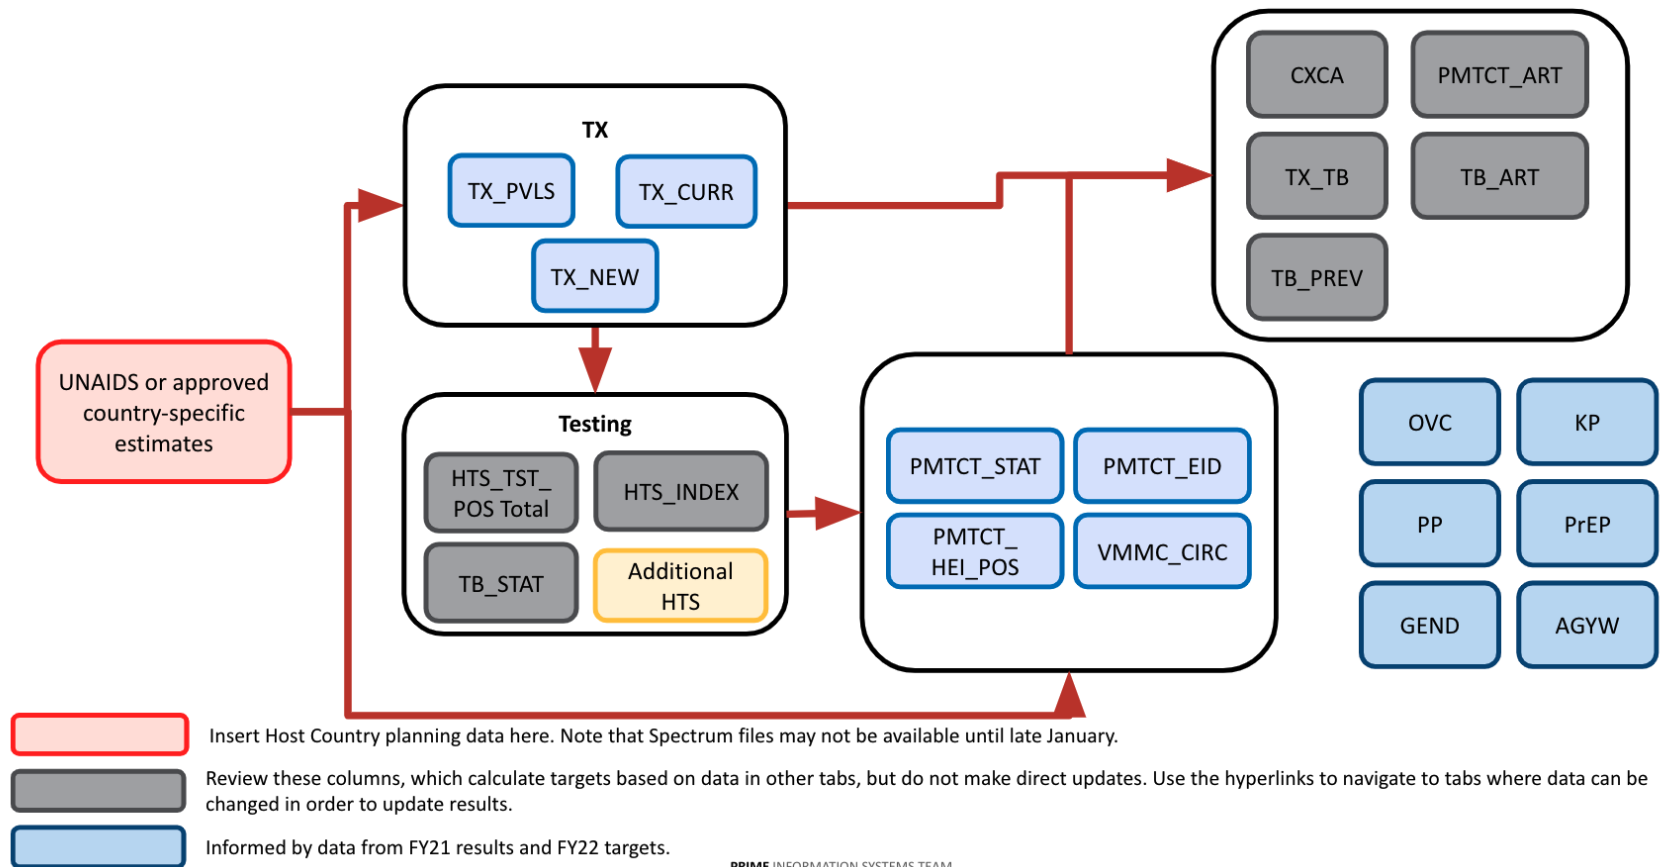 CXCA
PMTCT_ART
TX
TX_PVLS
TX_CURR
TX_TB
TB_ART
TX_NEW
TB_PREV
UNAIDS or approved
country-specific
estimates
Testing
HTS_TST_
POS Total
HTS_INDEX
TB_STAT
Additional
HTS
PMTCT_STAT
PMTCT_EID
PMTCT_
HEI_POS
VMMC_CIRC
OVC
KP
PP
PrEP
GEND
AGYW
Insert Host Country planning data here. Note that Spectrum files may not be available until late January.
Review these columns, which calculate targets based on data in other tabs, but do not make direct updates. Use the hyperlinks to navigate to tabs where data can be
changed in order to update results.
Informed by data from FY21 results and FY22 targets.
PRIME INFORMATION SYSTEMS TEAM